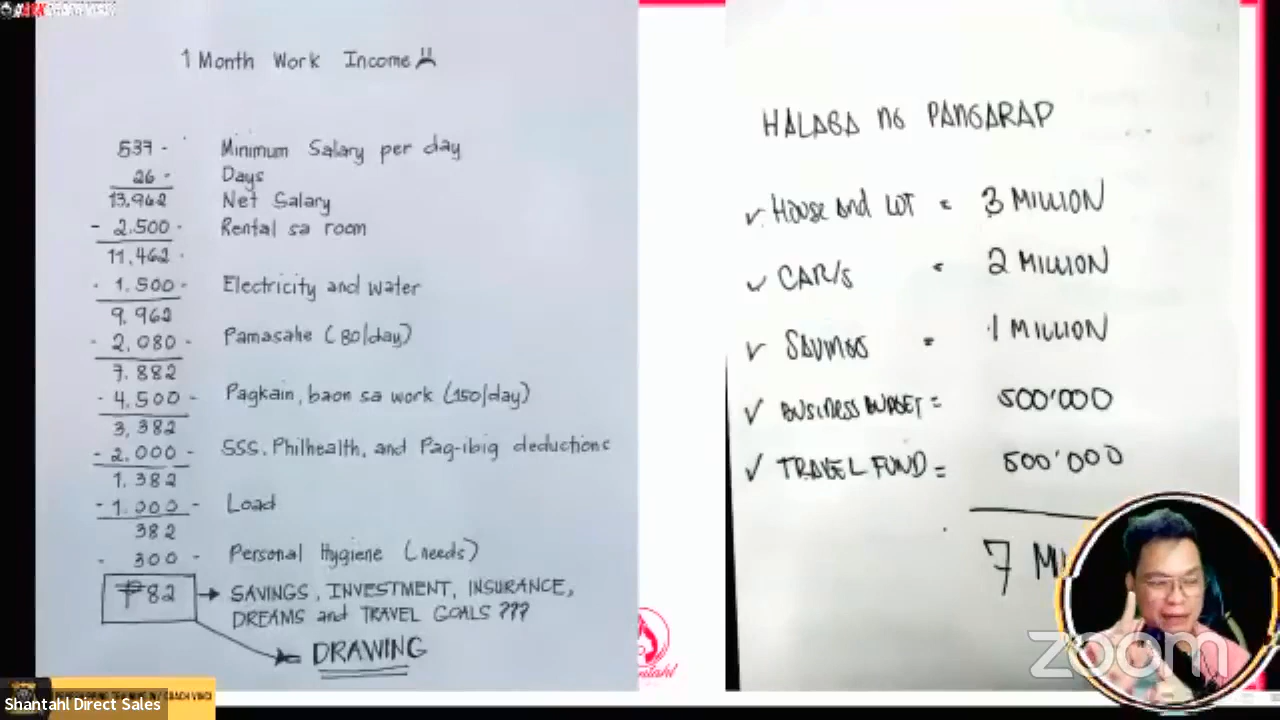 1 Month Work Income
537 - Minimum Salary per day
26 - Days
13,962 Net Salary
- 2,500 - Rental sa room
11,462
- 1,500 - Electricity and water
9,962
- 2,080 - Pamasahe (80/day)
7,882
- 4,500 - Pagkain, baon sa work (150/day)
3,382
- 2,000 - SSS, Philhealth, and Pag-ibig deductions
1,382
- 1,000 - Load
382
- 300 - Personal Hygiene (needs)
₱82 → SAVINGS, INVESTMENT, INSURANCE,
DREAMS and TRAVEL GOALS ???
DRAWING
HALAGA NG PANGARAP
✓ HOUSE AND LOT = 3 MILLION
✓ CAR/S = 2 MILLION
✓ SAVINGS = 1 MILLION
✓ BUSINESS BUDGET = 500'000
✓ TRAVEL FUND = 500'000
7 MI
zoom
COACH VINCI
Shantahl Direct Sales